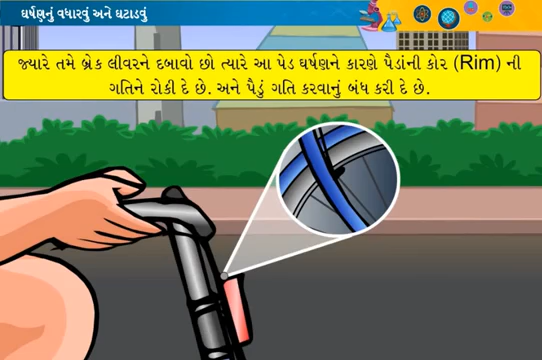 ઘર્ષણનું વધારવું અને ઘટાડવું
જ્યારે તમે બ્રેક લીવરને દબાવો છો ત્યારે આ પેડ ઘર્ષણને કારણે પૈડાંની કોર (Rim) ની
ગતિને રોકી દે છે. અને પૈડું ગતિ કરવાનું બંધ કરી દે છે.